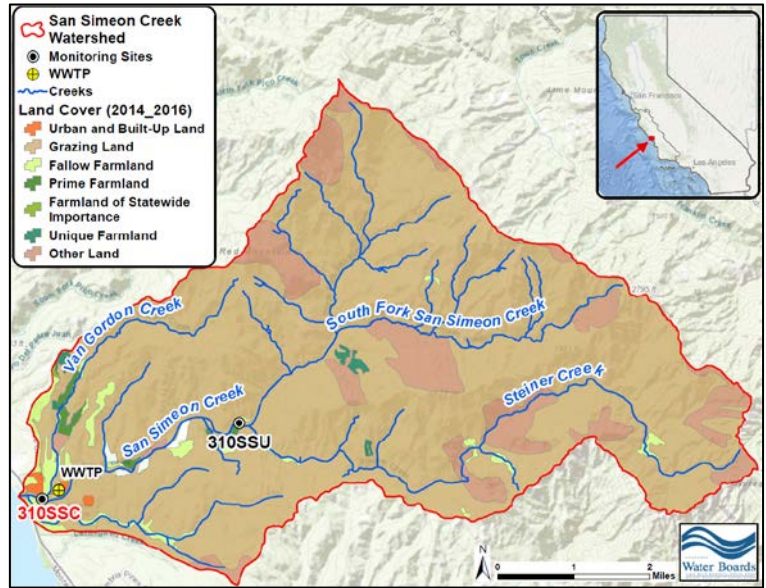 San Simeon Creek
Watershed
Monitoring Sites
WWTP
Creeks
Land Cover (2014_2016)
Urban and Built-Up Land
Grazing Land
Fallow Farmland
Prime Farmland
Farmland of Statewide
Importance
Unique Farmland
Other Land
San Francisco
Los Angeles
Van Gordon Creek
South Fork San Simeon Creek
San Simeon Creek
Steiner Creek
310SSU
WWTP
310SSC
N
0 1 2
Miles
Water Boards